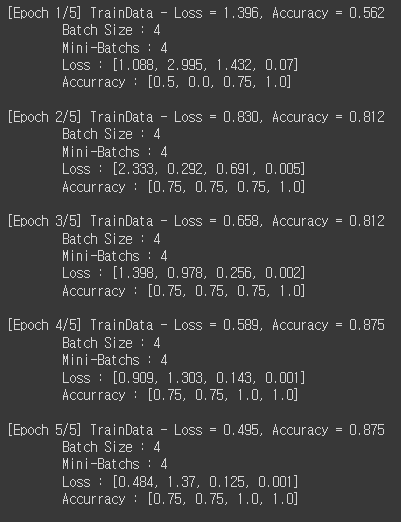 [Epoch 1/5] TrainData - Loss = 1.396, Accuracy = 0.562
Batch Size : 4
Mini-Batchs : 4
Loss : [1.088, 2.995, 1.432, 0.07]
Accurracy : [0.5, 0.0, 0.75, 1.0]
[Epoch 2/5] TrainData - Loss = 0.830, Accuracy = 0.812
Batch Size : 4
Mini-Batchs : 4
Loss : [2.333, 0.292, 0.691, 0.005]
Accurracy : [0.75, 0.75, 0.75, 1.0]
[Epoch 3/5] TrainData - Loss = 0.658, Accuracy = 0.812
Batch Size : 4
Mini-Batchs : 4
Loss : [1.398, 0.978, 0.256, 0.002]
Accurracy : [0.75, 0.75, 0.75, 1.0]
[Epoch 4/5] TrainData - Loss = 0.589, Accuracy = 0.875
Batch Size : 4
Mini-Batchs : 4
Loss : [0.909, 1.303, 0.143, 0.001]
Accurracy : [0.75, 0.75, 1.0, 1.0]
[Epoch 5/5] TrainData - Loss = 0.495, Accuracy = 0.875
Batch Size : 4
Mini-Batchs : 4
Loss : [0.484, 1.37, 0.125, 0.001]
Accurracy : [0.75, 0.75, 1.0, 1.0]